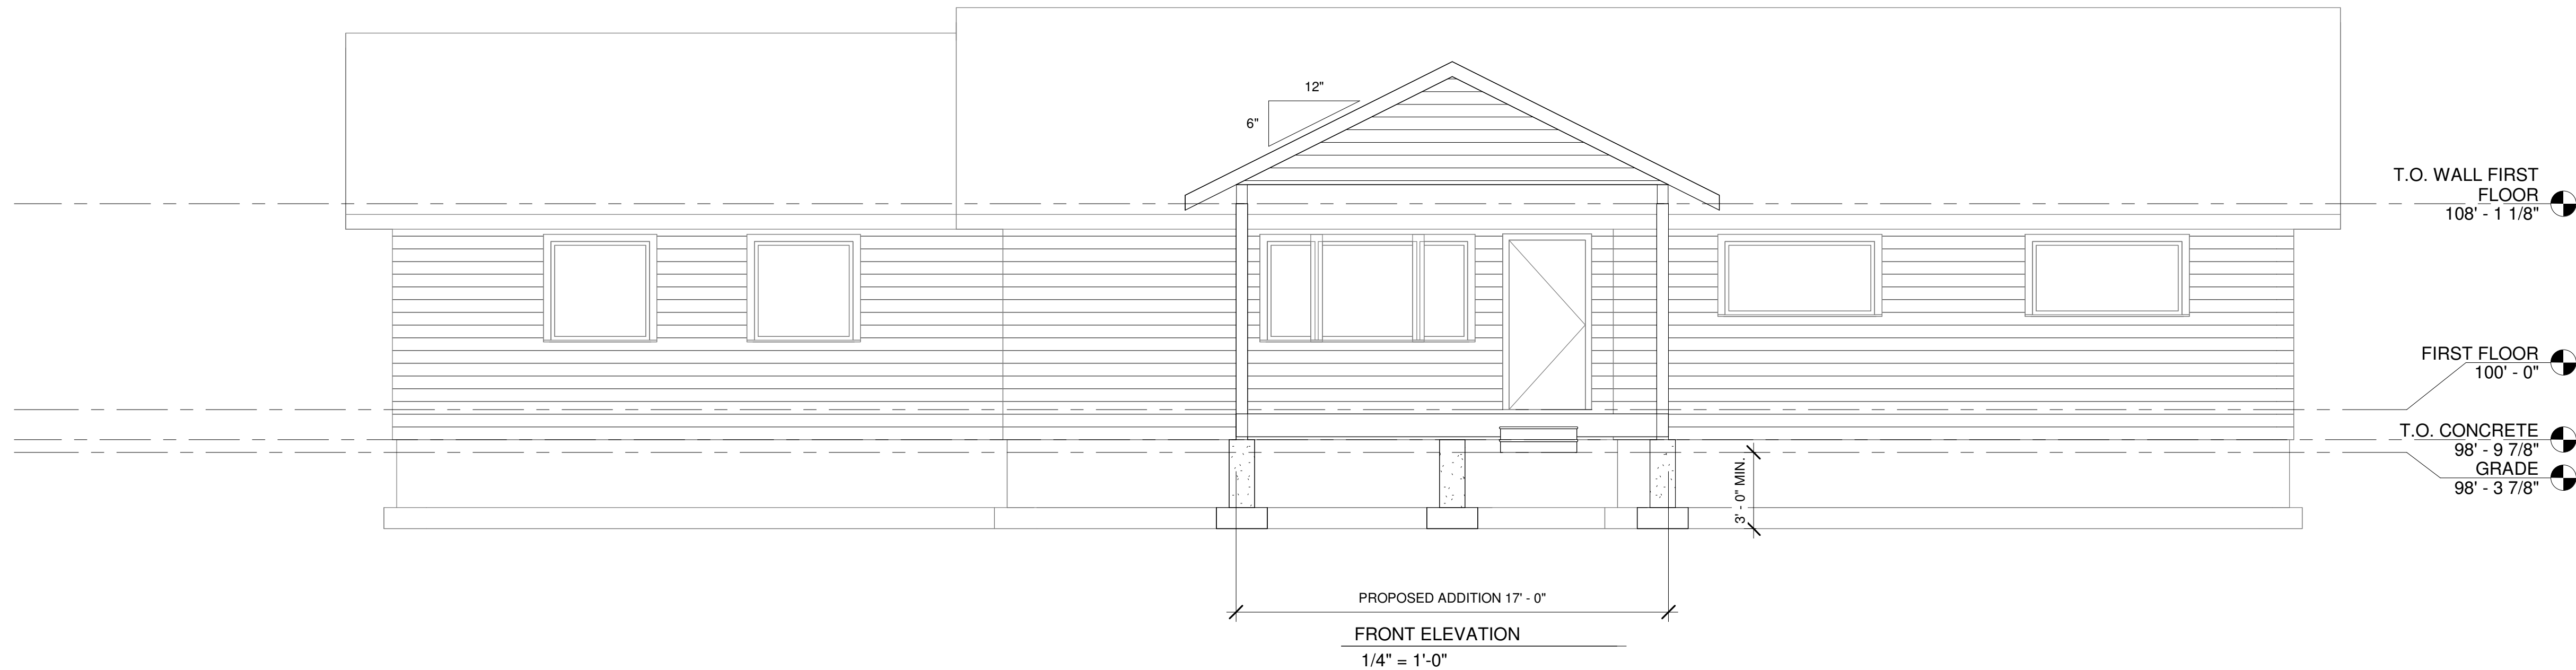 12"
6"
T.O. WALL FIRST
FLOOR
108' - 1 1/8"
FIRST FLOOR
100' - 0"
T.O. CONCRETE
98' - 9 7/8"
GRADE
98' - 3 7/8"
3' - 0" MIN.
PROPOSED ADDITION 17' - 0"
FRONT ELEVATION
1/4" = 1'-0"